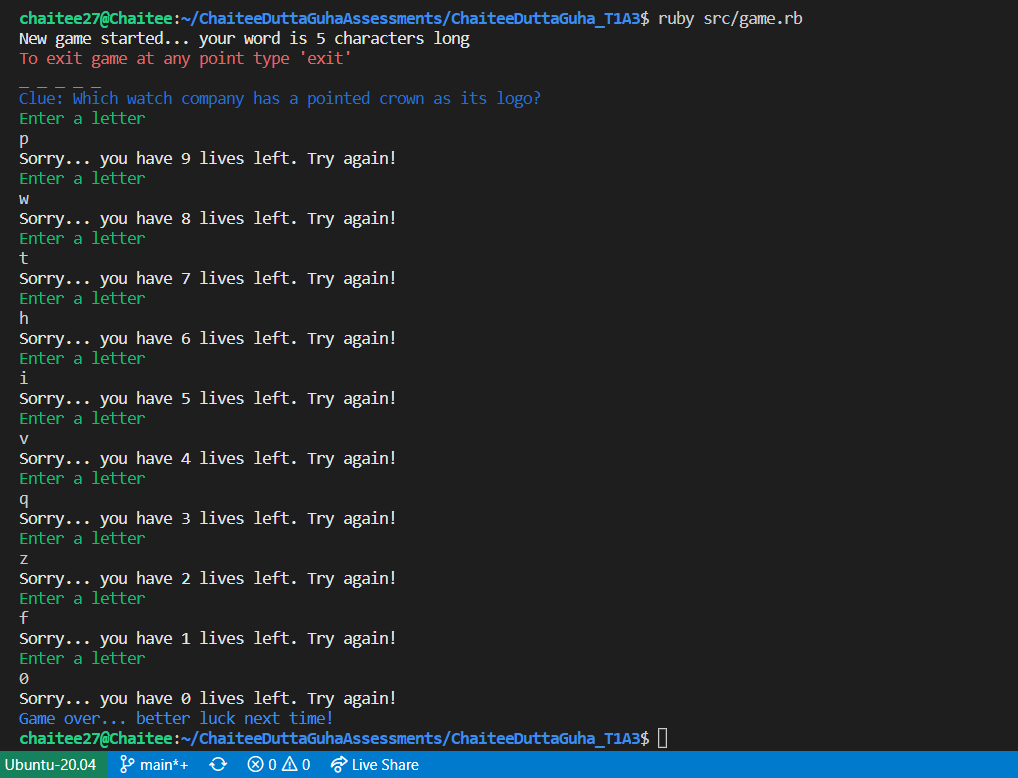 chaitee27@Chaitee:~/ChaiteeDuttaGuhaAssessments/ChaiteeDuttaGuha_T1A3$ ruby src/game.rb
New game started... your word is 5 characters long
To exit game at any point type 'exit'
_ _ _ _ _
Clue: Which watch company has a pointed crown as its logo?
Enter a letter
p
Sorry... you have 9 lives left. Try again!
Enter a letter
w
Sorry... you have 8 lives left. Try again!
Enter a letter
t
Sorry... you have 7 lives left. Try again!
Enter a letter
h
Sorry... you have 6 lives left. Try again!
Enter a letter
i
Sorry... you have 5 lives left. Try again!
Enter a letter
v
Sorry... you have 4 lives left. Try again!
Enter a letter
q
Sorry... you have 3 lives left. Try again!
Enter a letter
z
Sorry... you have 2 lives left. Try again!
Enter a letter
f
Sorry... you have 1 lives left. Try again!
Enter a letter
0
Sorry... you have 0 lives left. Try again!
Game over... better luck next time!
chaitee27@Chaitee:~/ChaiteeDuttaGuhaAssessments/ChaiteeDuttaGuha_T1A3$
Ubuntu-20.04 main*+ 0 0 Live Share